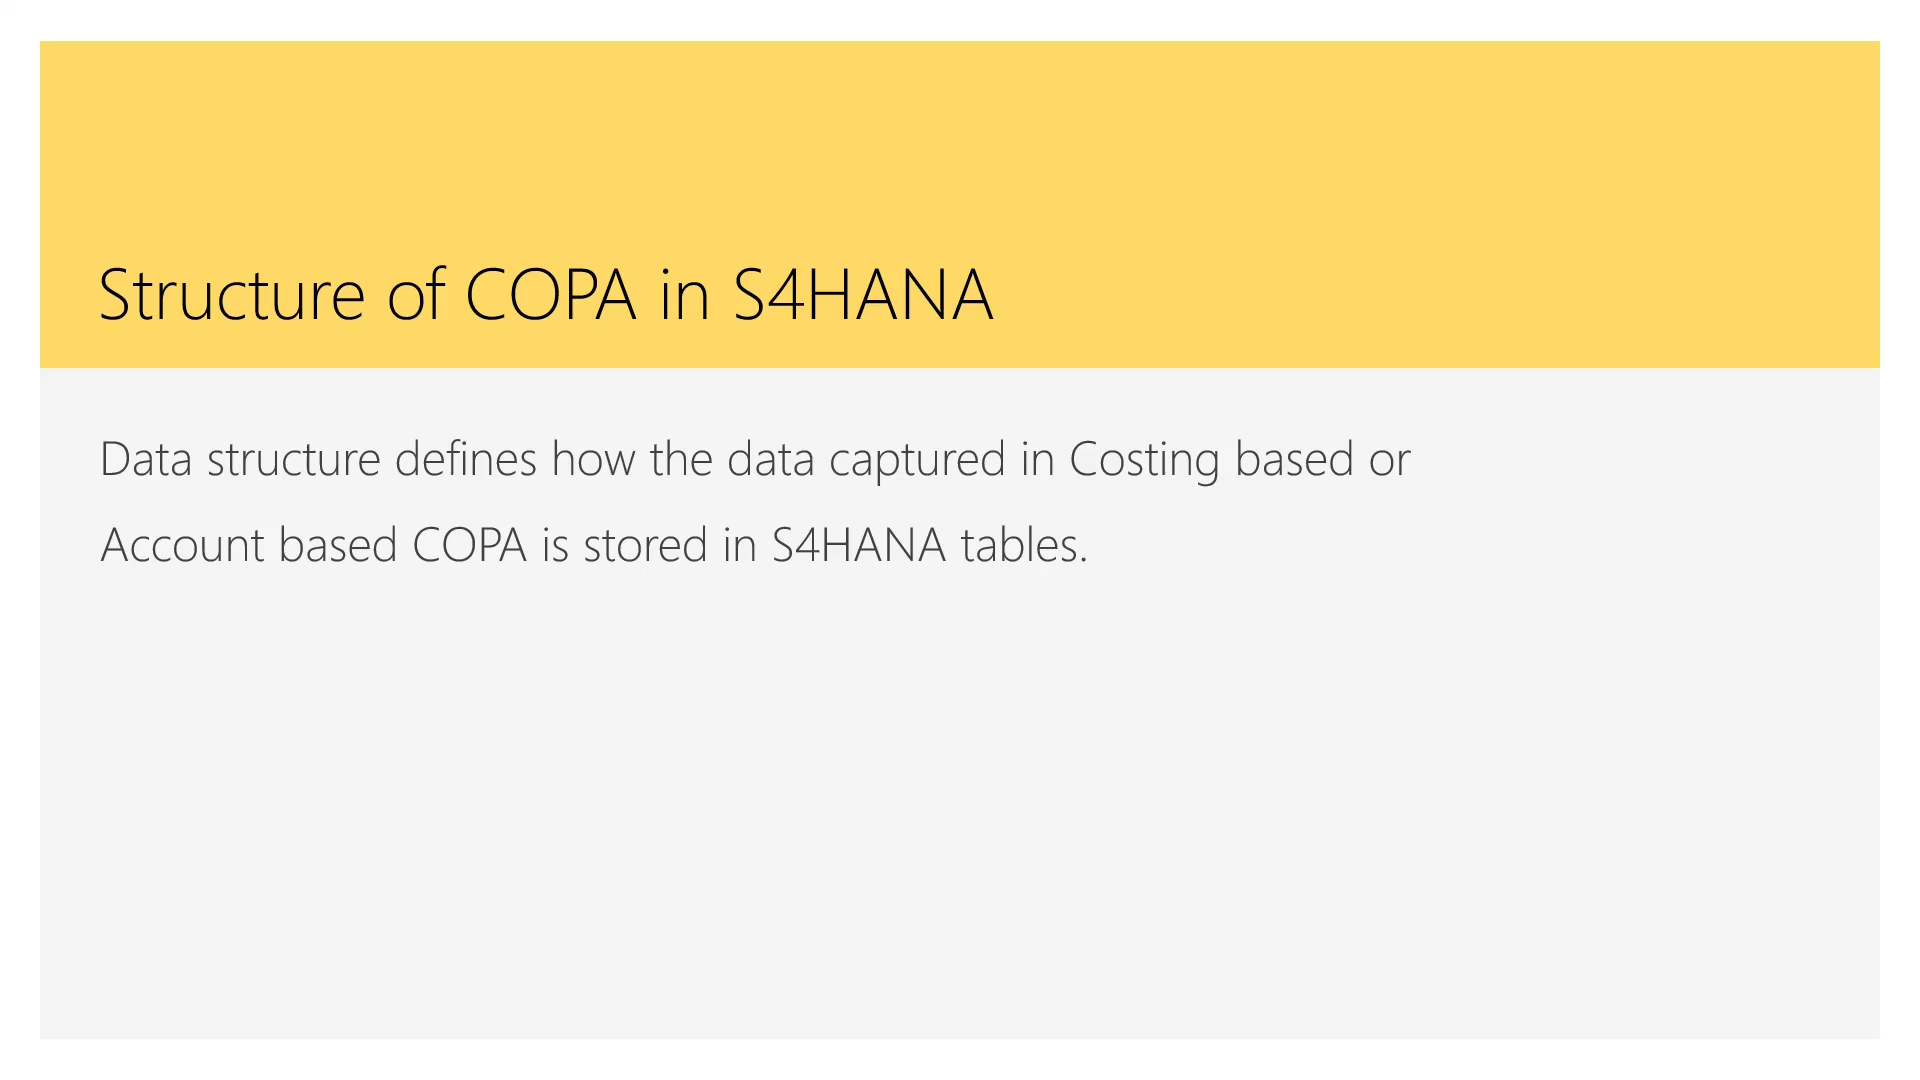 Structure of COPA in S4HANA
Data structure defines how the data captured in Costing based or
Account based COPA is stored in S4HANA tables.